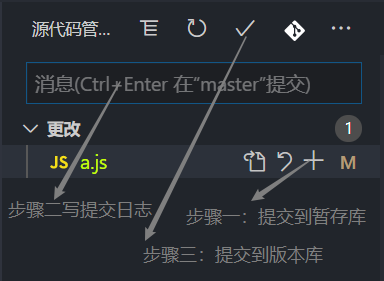 源代码管...
消息(Ctrl+Enter 在“master”提交)
更改 1
JS a.js M
步骤二写提交日志
步骤一：提交到暂存库
步骤三：提交到版本库